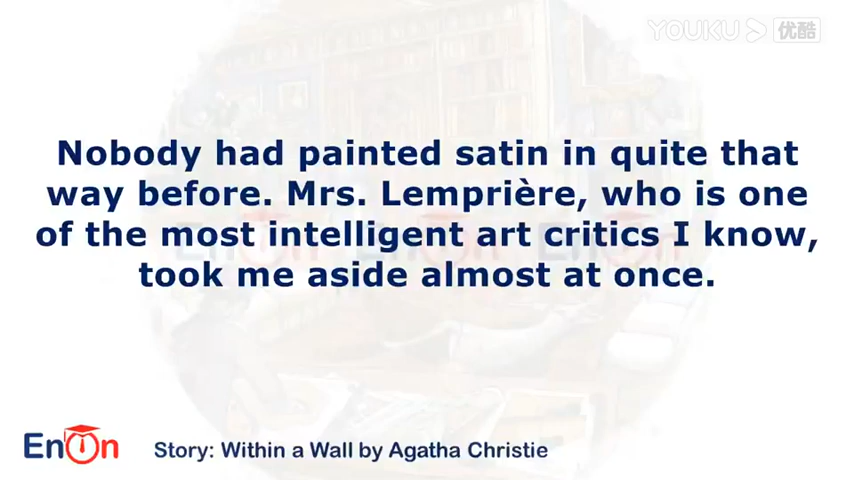 YOUKU 优酷
Nobody had painted satin in quite that
way before. Mrs. Lemprière, who is one
of the most intelligent art critics I know,
took me aside almost at once.
EnOn
Story: Within a Wall by Agatha Christie